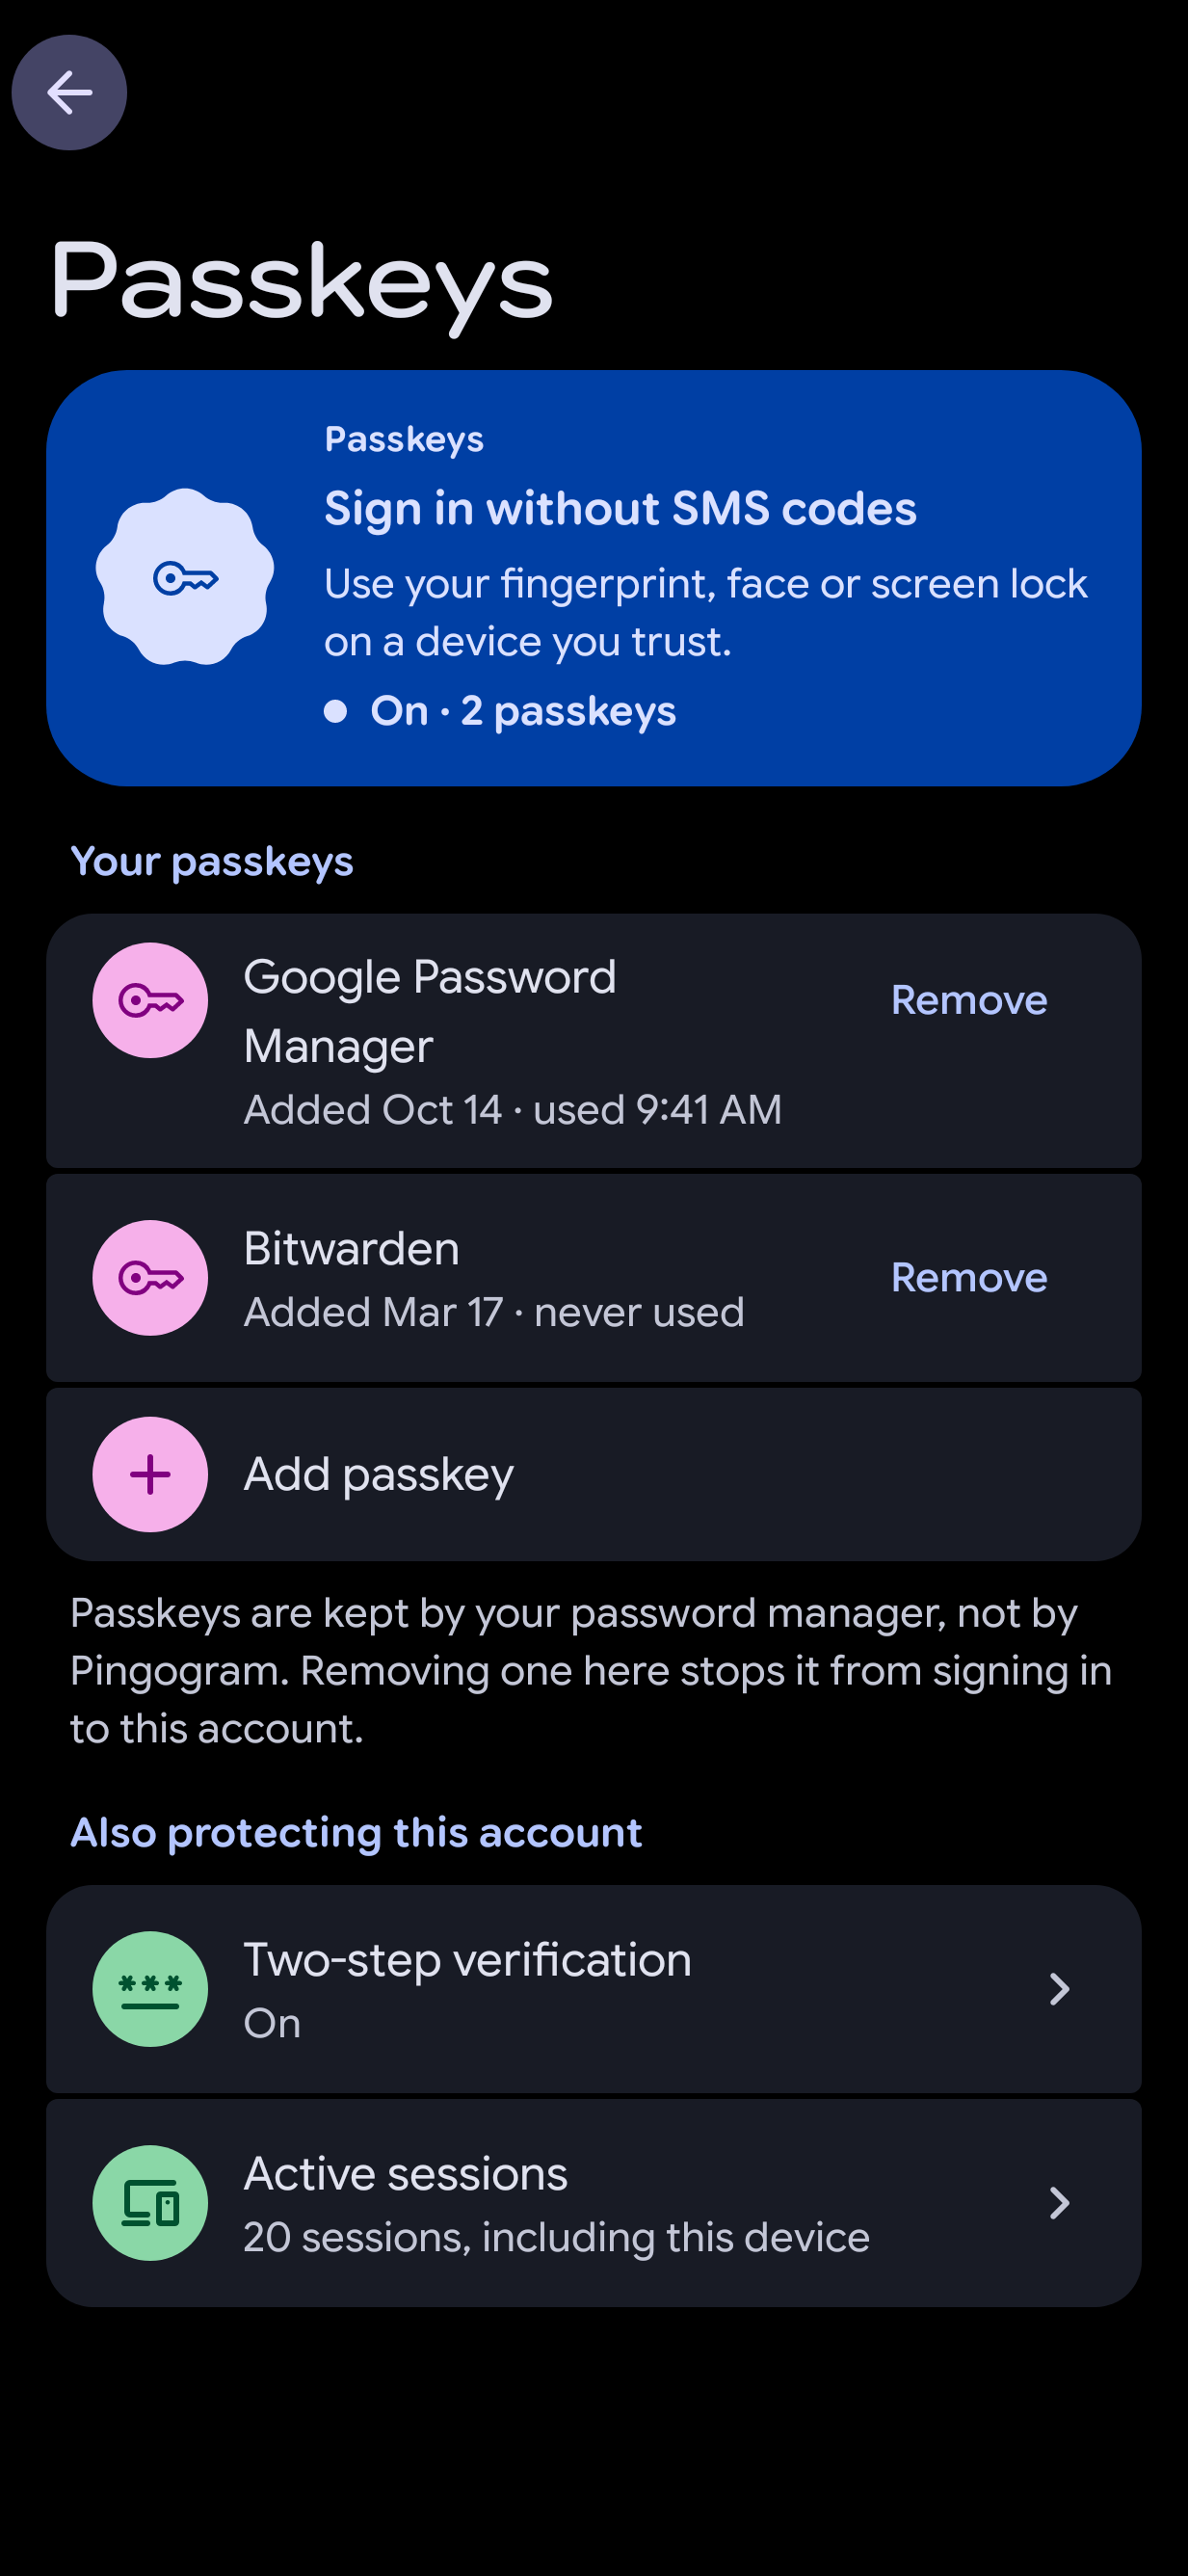 Passkeys
Passkeys
Sign in without SMS codes
Use your fingerprint, face or screen lock
on a device you trust.
On · 2 passkeys
Your passkeys
Google Password
Manager
Added Oct 14 · used 9:41 AM
Remove
Bitwarden
Added Mar 17 · never used
Remove
Add passkey
Passkeys are kept by your password manager, not by
Pingogram. Removing one here stops it from signing in
to this account.
Also protecting this account
Two-step verification
On
Active sessions
20 sessions, including this device